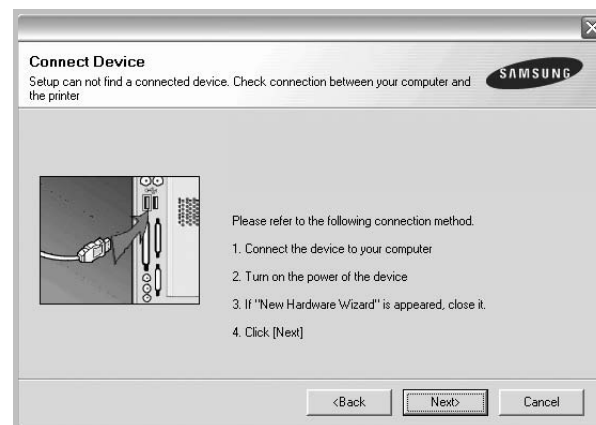 Connect Device
Setup can not find a connected device. Check connection between your computer and
the printer
SAMSUNG
Please refer to the following connection method.
1. Connect the device to your computer
2. Turn on the power of the device
3. If "New Hardware Wizard" is appeared, close it.
4. Click [Next]
<Back
Next>
Cancel